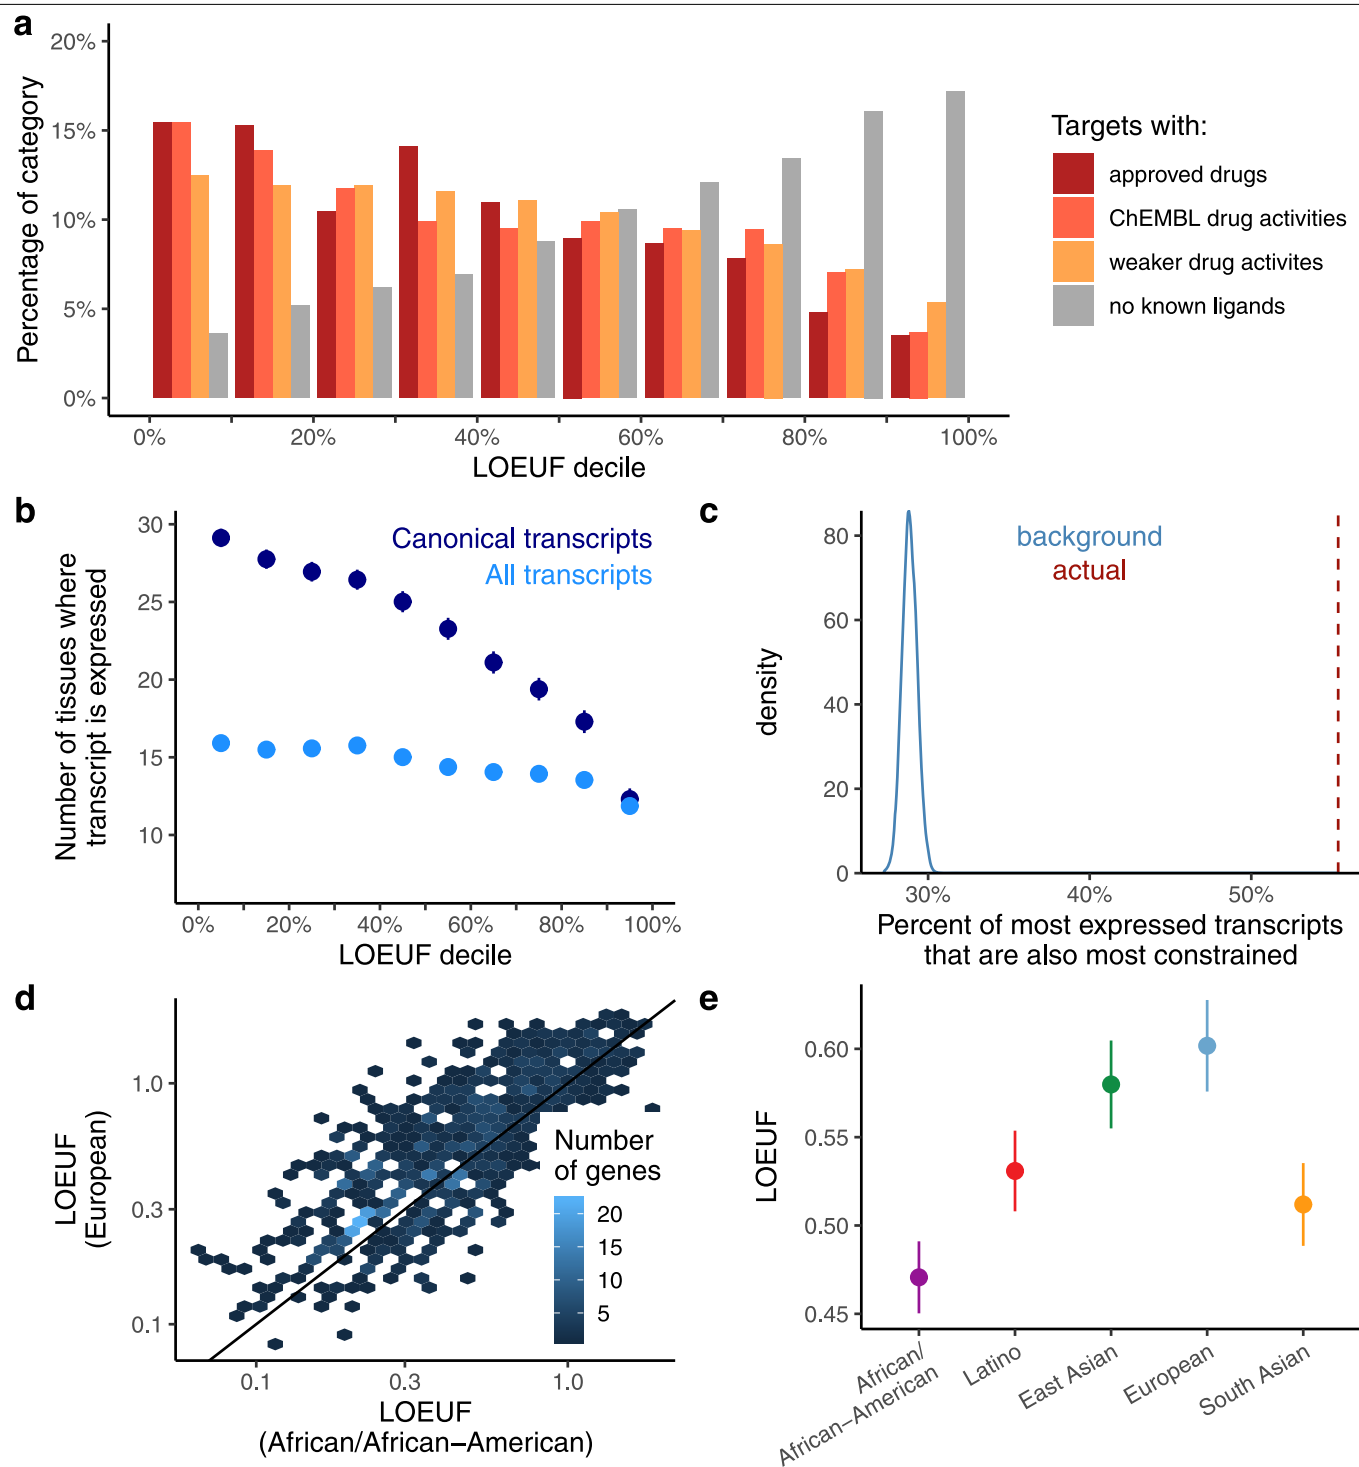 a
20%
15%
10%
5%
0%
Percentage of category
0%
20%
40%
60%
80%
100%
LOEUF decile
Targets with:
approved drugs
ChEMBL drug activities
weaker drug activites
no known ligands
b
30
25
20
15
10
Number of tissues where
transcript is expressed
Canonical transcripts
All transcripts
0%
20%
40%
60%
80%
100%
LOEUF decile
c
80
60
40
20
0
density
background
actual
30%
40%
50%
Percent of most expressed transcripts
that are also most constrained
d
1.0
0.3
0.1
LOEUF
(European)
Number
of genes
20
15
10
5
0.1
0.3
1.0
LOEUF
(African/African−American)
e
0.60
0.55
0.50
0.45
LOEUF
African/
African−American
Latino
East Asian
European
South Asian